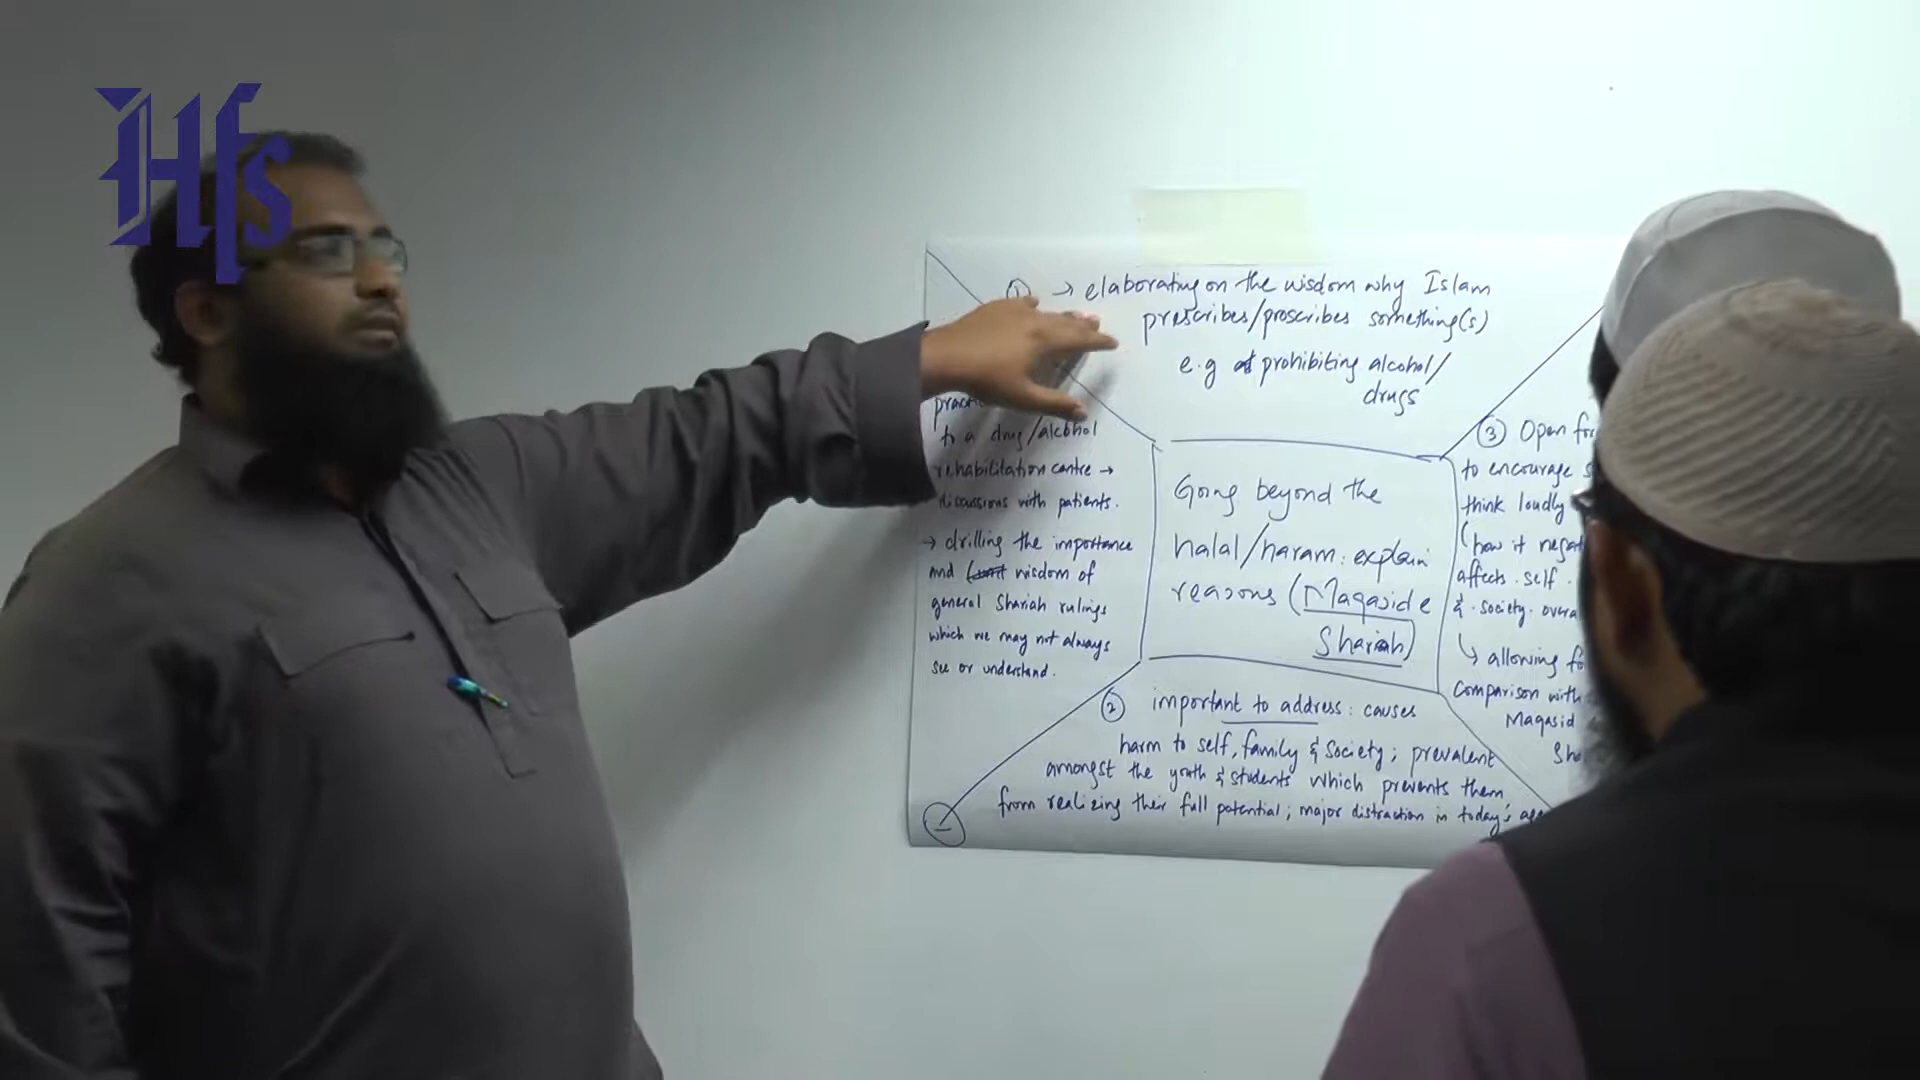 Hfs
① → elaborating on the wisdom why Islam
prescribes/proscribes something(s)
e.g prohibiting alcohol/
drugs
to a drug/alcohol
rehabilitation centre →
discussions with patients.
→ drilling the importance
and wisdom of
general Shariah rulings
which we may not always
see or understand.
Going beyond the
halal/haram: explain
reasons (Maqasid e
Shariah)
③ Open
to encourage
think loudly
(how it
affects self.
& society.
↳ allowing
comparison with
Maqasid
② important to address: causes
harm to self, family & society; prevalent
amongst the youth & students which prevents them
from realizing their full potential; major distraction in today's